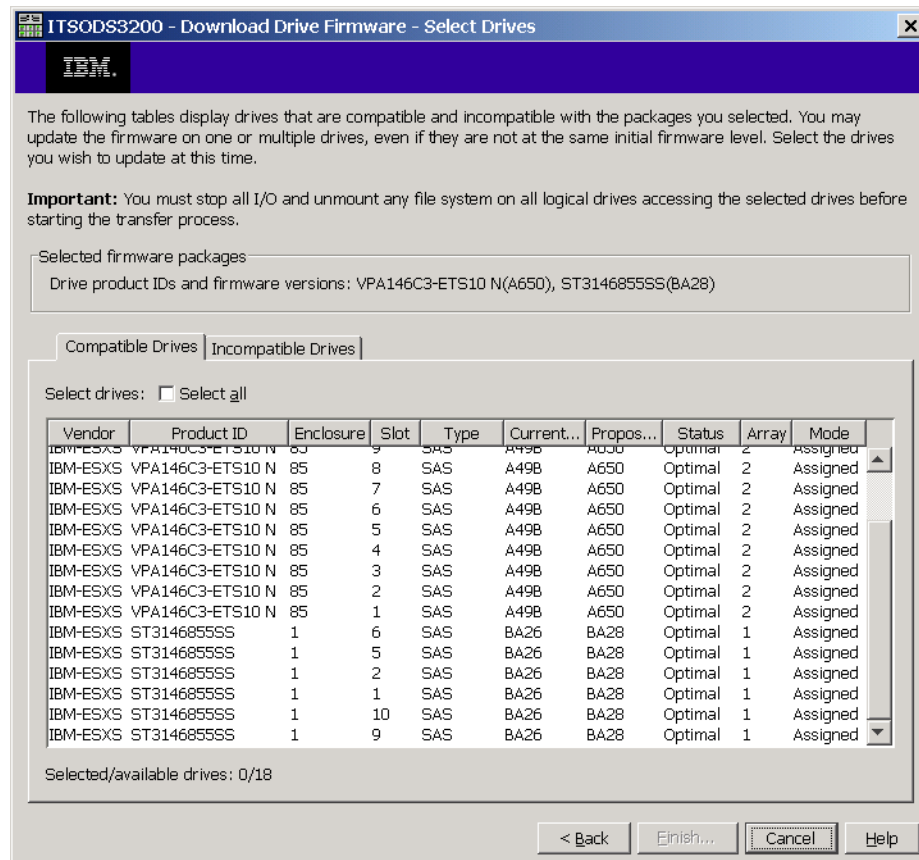 ITSODS3200 - Download Drive Firmware - Select Drives
IBM.
The following tables display drives that are compatible and incompatible with the packages you selected. You may
update the firmware on one or multiple drives, even if they are not at the same initial firmware level. Select the drives
you wish to update at this time.
Important: You must stop all I/O and unmount any file system on all logical drives accessing the selected drives before
starting the transfer process.
Selected firmware packages
Drive product IDs and firmware versions: VPA146C3-ETS10 N(A650), ST3146855SS(BA28)
Compatible Drives Incompatible Drives
Select drives: Select all
Vendor Product ID Enclosure Slot Type Current... Propos... Status Array Mode
IBM-ESXS VPA146C3-ETS10 N 85 9 SAS A49B A650 Optimal 2 Assigned
IBM-ESXS VPA146C3-ETS10 N 85 8 SAS A49B A650 Optimal 2 Assigned
IBM-ESXS VPA146C3-ETS10 N 85 7 SAS A49B A650 Optimal 2 Assigned
IBM-ESXS VPA146C3-ETS10 N 85 6 SAS A49B A650 Optimal 2 Assigned
IBM-ESXS VPA146C3-ETS10 N 85 5 SAS A49B A650 Optimal 2 Assigned
IBM-ESXS VPA146C3-ETS10 N 85 4 SAS A49B A650 Optimal 2 Assigned
IBM-ESXS VPA146C3-ETS10 N 85 3 SAS A49B A650 Optimal 2 Assigned
IBM-ESXS VPA146C3-ETS10 N 85 2 SAS A49B A650 Optimal 2 Assigned
IBM-ESXS VPA146C3-ETS10 N 85 1 SAS A49B A650 Optimal 2 Assigned
IBM-ESXS ST3146855SS 1 6 SAS BA26 BA28 Optimal 1 Assigned
IBM-ESXS ST3146855SS 1 5 SAS BA26 BA28 Optimal 1 Assigned
IBM-ESXS ST3146855SS 1 2 SAS BA26 BA28 Optimal 1 Assigned
IBM-ESXS ST3146855SS 1 1 SAS BA26 BA28 Optimal 1 Assigned
IBM-ESXS ST3146855SS 1 10 SAS BA26 BA28 Optimal 1 Assigned
IBM-ESXS ST3146855SS 1 9 SAS BA26 BA28 Optimal 1 Assigned
Selected/available drives: 0/18
< Back Finish... Cancel Help